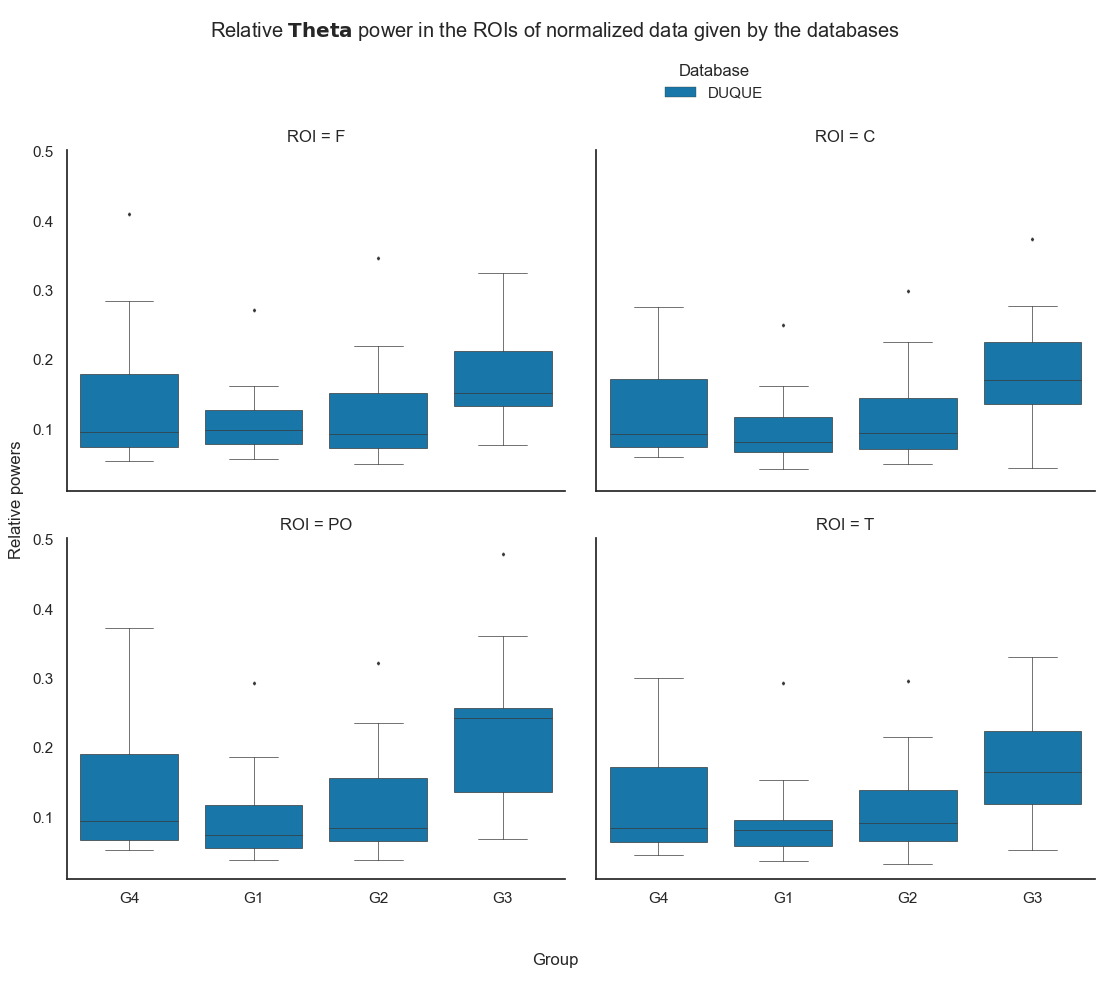 Relative Theta power in the ROIs of normalized data given by the databases
Database
DUQUE
ROI = F
ROI = C
0.5
0.4
0.3
0.2
0.1
Relative powers
ROI = PO
ROI = T
0.5
0.4
0.3
0.2
0.1
G4 G1 G2 G3
G4 G1 G2 G3
Group